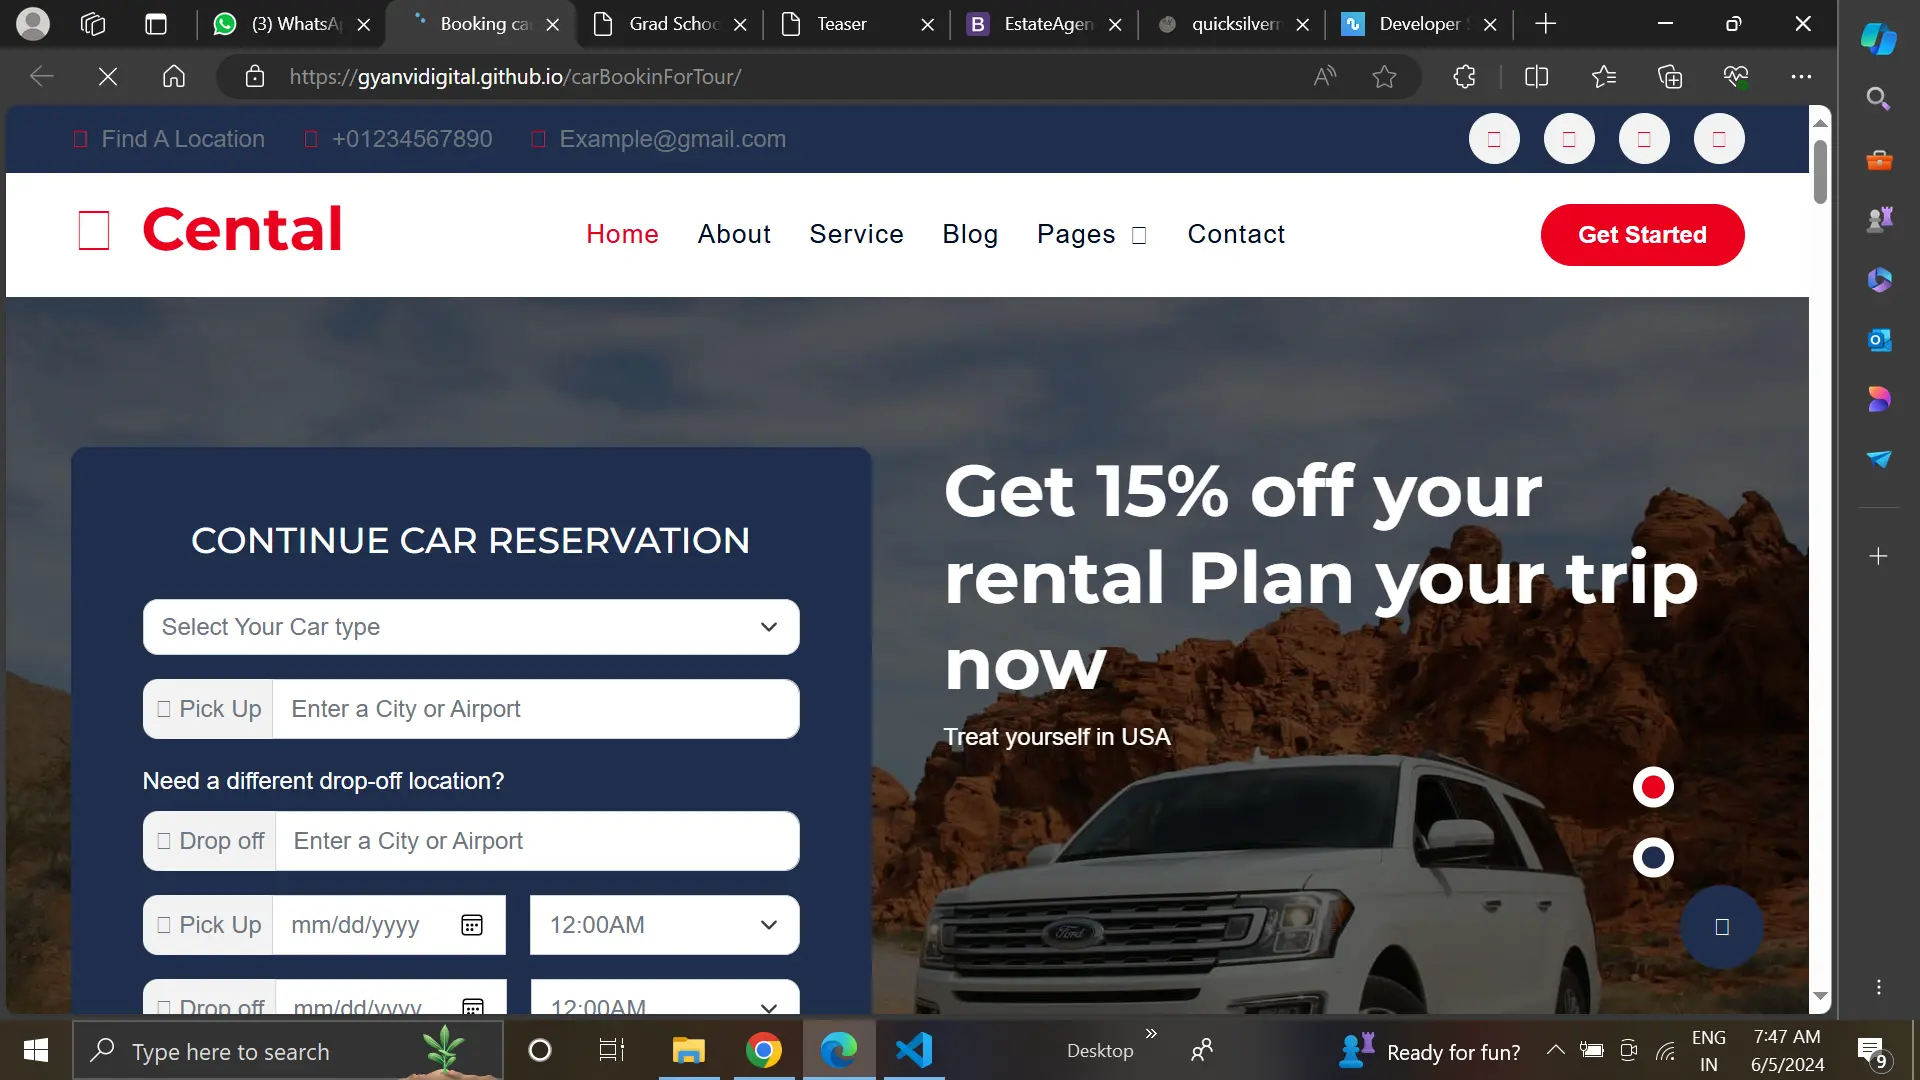 (3) WhatsA
Booking ca
Grad Schoo
Teaser
EstateAgen
quicksilverr
Developer S
https://gyanvidigital.github.io/carBookinForTour/
Find A Location
+01234567890
Example@gmail.com
Cental
Home
About
Service
Blog
Pages
Contact
Get Started
CONTINUE CAR RESERVATION
Select Your Car type
Pick Up
Enter a City or Airport
Need a different drop-off location?
Drop off
Enter a City or Airport
Pick Up
mm/dd/yyyy
12:00AM
Drop off
mm/dd/yyyy
12:00AM
Get 15% off your
rental Plan your trip
now
Treat yourself in USA
Ford
Type here to search
Desktop
Ready for fun?
ENG
IN
7:47 AM
6/5/2024
9